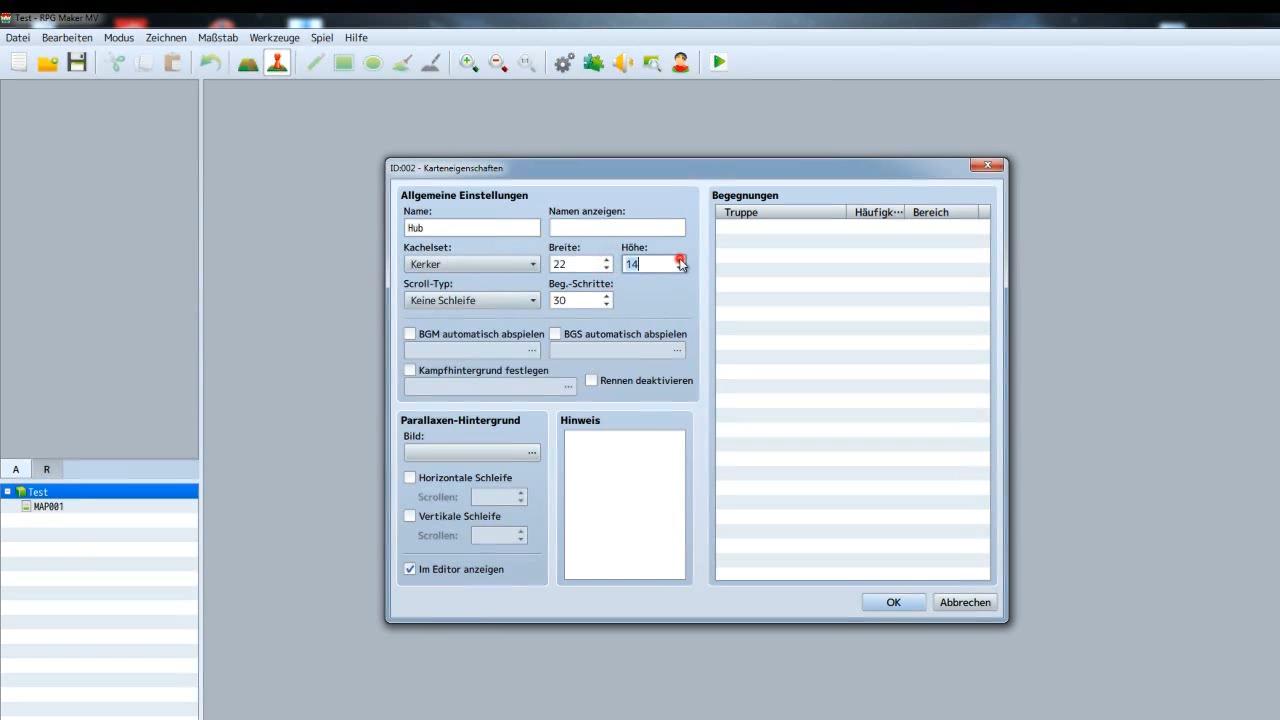 Test - RPG Maker MV
Datei Bearbeiten Modus Zeichnen Maßstab Werkzeuge Spiel Hilfe
1:1
ID:002 - Karteneigenschaften
Allgemeine Einstellungen
Name: Namen anzeigen:
Hub
Kachelset: Breite: Höhe:
Kerker 22 14
Scroll-Typ: Beg.-Schritte:
Keine Schleife 30
BGM automatisch abspielen BGS automatisch abspielen
... ...
Kampfhintergrund festlegen
... Rennen deaktivieren
Parallaxen-Hintergrund
Bild:
...
Horizontale Schleife
Scrollen:
Vertikale Schleife
Scrollen:
Im Editor anzeigen
Hinweis
Begegnungen
Truppe Häufigk··· Bereich
OK Abbrechen
A R
Test
MAP001